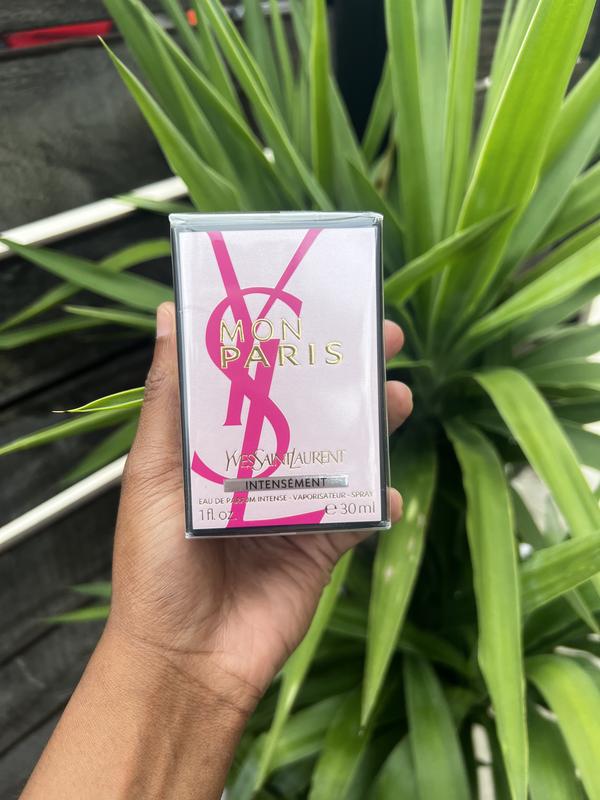 YSL
MON
PARIS
YVESSAINTLAURENT
INTENSÉMENT
EAU DE PARFUM INTENSE - VAPORISATEUR - SPRAY
1 fl. oz. ℮ 30 ml